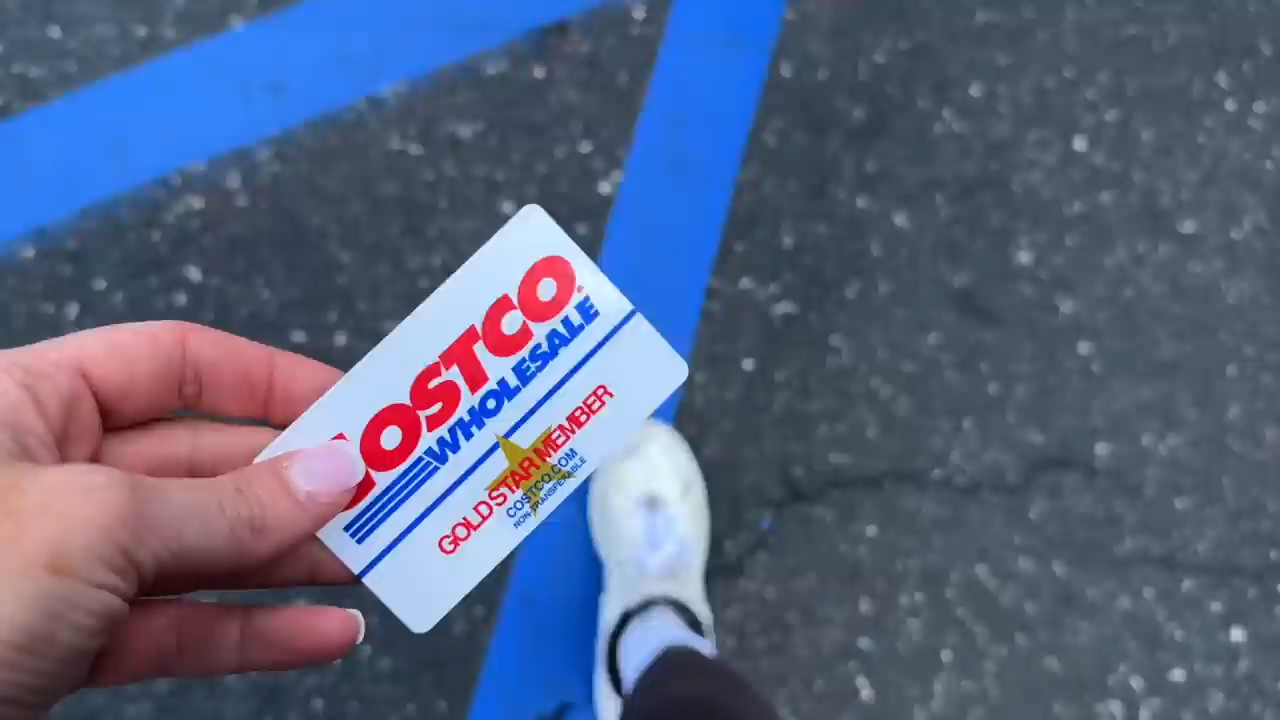 COSTCO
WHOLESALE
GOLD STAR MEMBER
COSTCO.COM
NON-TRANSFERABLE